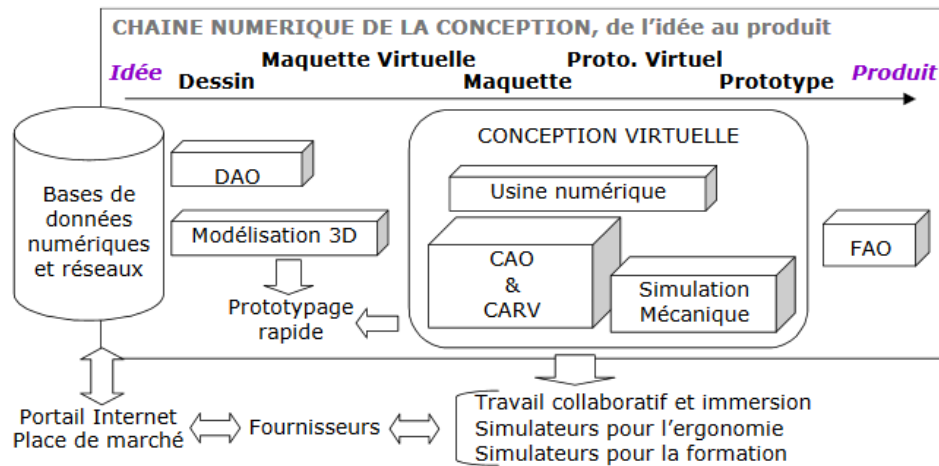 CHAINE NUMERIQUE DE LA CONCEPTION, de l'idée au produit
Maquette Virtuelle
Proto. Virtuel
Idée
Produit
Dessin
Maquette
Prototype
CONCEPTION VIRTUELLE
DAO
Usine numérique
Bases de
données
numériques
et réseaux
Modélisation 3D
FAO
CAO
&
CARV
Simulation
Mécanique
Prototypage
rapide
Portail Internet
Place de marché
Fournisseurs
Travail collaboratif et immersion
Simulateurs pour l'ergonomie
Simulateurs pour la formation